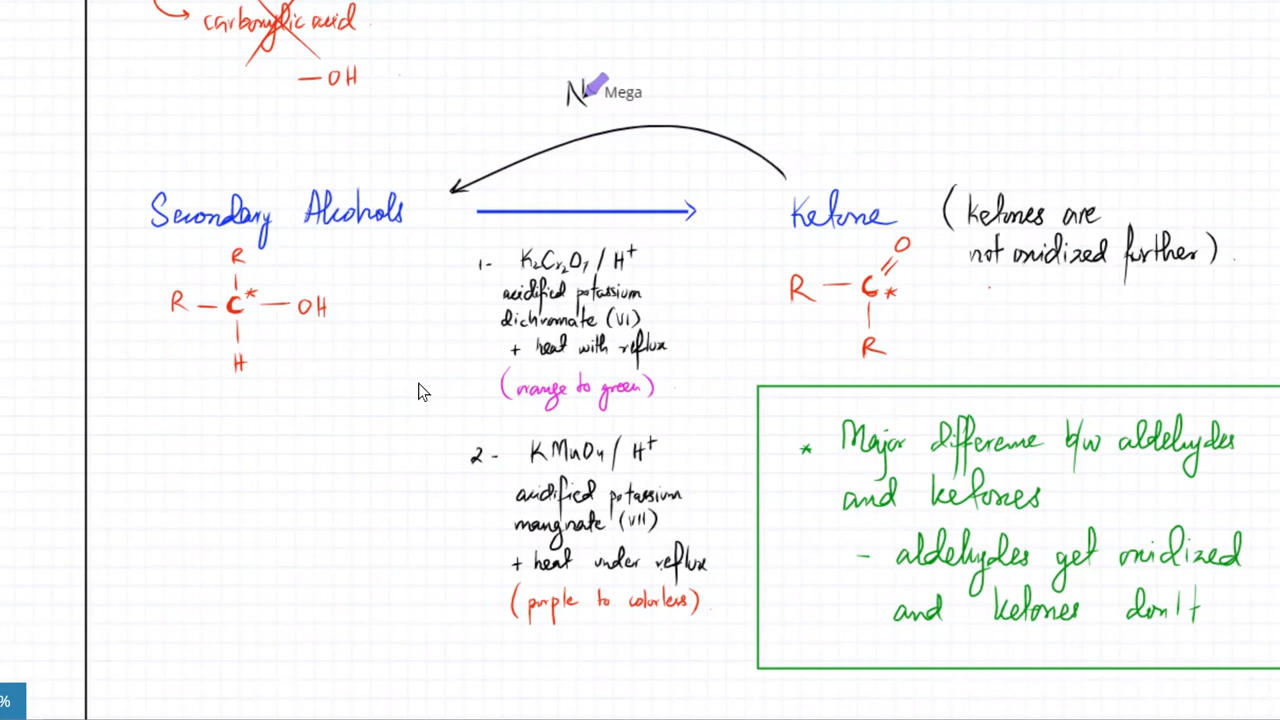 carboxylic acid
—OH
N
Mega
Secondary Alcohols
Ketone
(ketones are
not oxidized further).
R
R — C* — OH
H
1- K2Cr2O7 / H+
acidified potassium
dichromate (VI)
+ heat with reflux
(orange to green)
O
R — C *
R
2- KMnO4 / H+
acidified potassium
mangnate (VII)
+ heat under reflux
(purple to colorless)
* Major difference b/w aldehydes
and ketones
- aldehydes get oxidized
and ketones don't
%